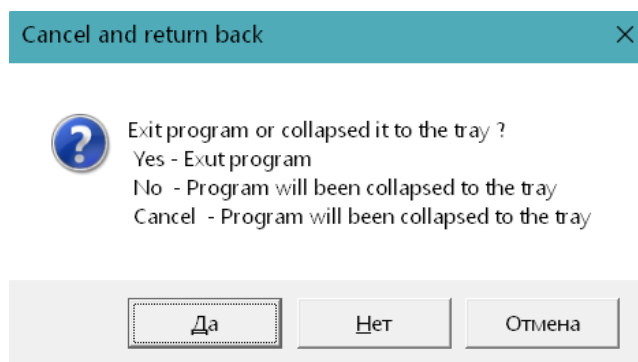 Cancel and return back
Exit program or collapsed it to the tray ?
Yes - Exut program
No - Program will been collapsed to the tray
Cancel - Program will been collapsed to the tray
Да
Нет
Отмена